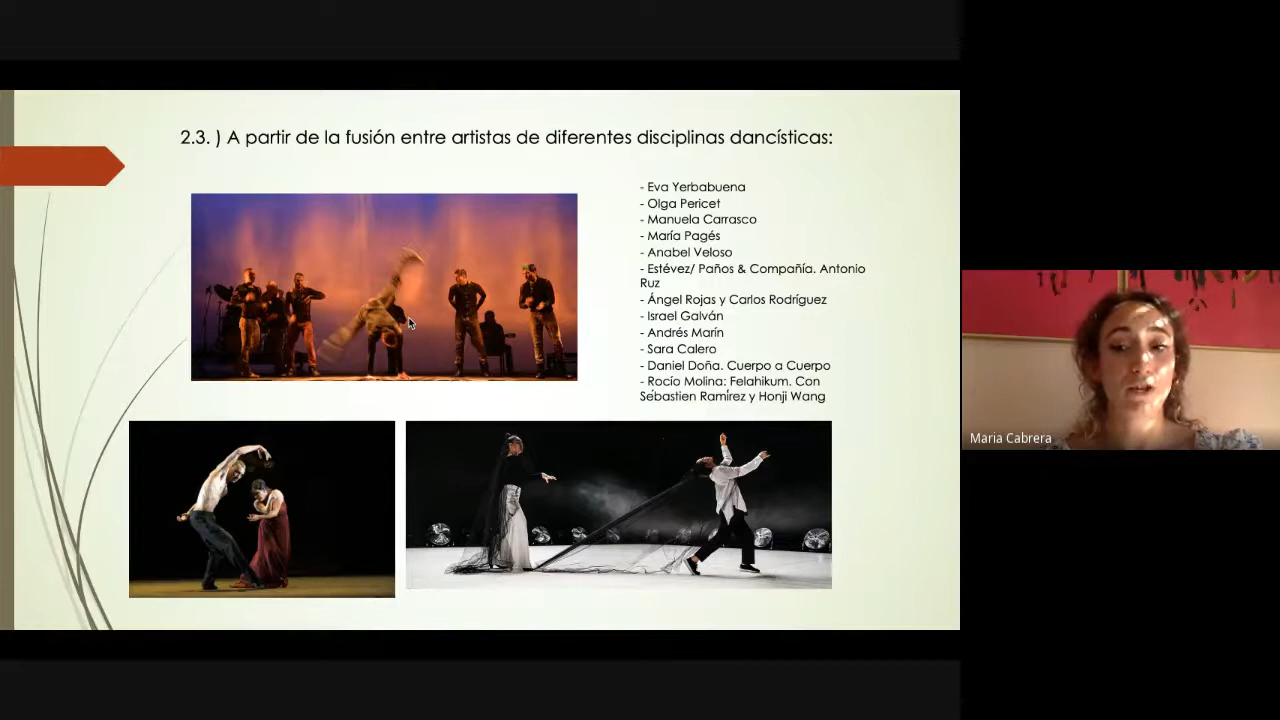 2.3. ) A partir de la fusión entre artistas de diferentes disciplinas dancísticas:
- Eva Yerbabuena
- Olga Pericet
- Manuela Carrasco
- María Pagés
- Anabel Veloso
- Estévez/ Paños & Compañía. Antonio
Ruz
- Ángel Rojas y Carlos Rodríguez
- Israel Galván
- Andrés Marín
- Sara Calero
- Daniel Doña. Cuerpo a Cuerpo
- Rocío Molina: Felahikum. Con
Sébastien Ramírez y Honji Wang
Maria Cabrera